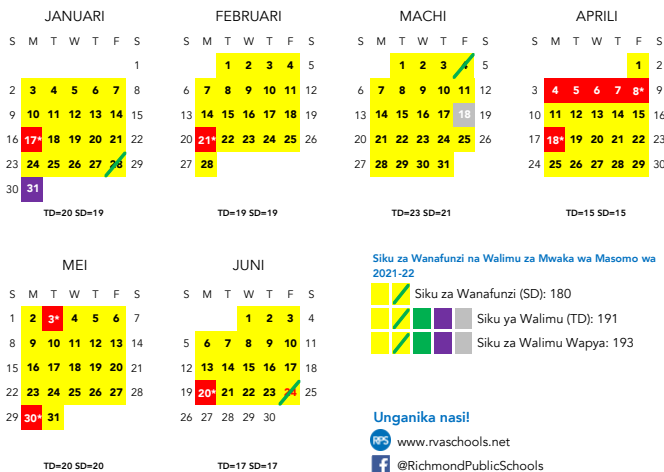 JANUARI
S M T W T F S
1
2 3 4 5 6 7 8
9 10 11 12 13 14 15
16 17* 18 19 20 21 22
23 24 25 26 27 28 29
30 31
TD=20 SD=19
FEBRUARI
S M T W T F S
1 2 3 4 5
6 7 8 9 10 11 12
13 14 15 16 17 18 19
20 21* 22 23 24 25 26
27 28
TD=19 SD=19
MACHI
S M T W T F S
1 2 3 4 5
6 7 8 9 10 11 12
13 14 15 16 17 18 19
20 21 22 23 24 25 26
27 28 29 30 31
TD=23 SD=21
APRILI
S M T W T F S
1 2
3 4 5 6 7 8* 9
10 11 12 13 14 15 16
17 18* 19 20 21 22 23
24 25 26 27 28 29 30
TD=15 SD=15
MEI
S M T W T F S
1 2 3* 4 5 6 7
8 9 10 11 12 13 14
15 16 17 18 19 20 21
22 23 24 25 26 27 28
29 30* 31
TD=20 SD=20
JUNI
S M T W T F S
1 2 3 4
5 6 7 8 9 10 11
12 13 14 15 16 17 18
19 20* 21 22 23 24 25
26 27 28 29 30
TD=17 SD=17
Siku za Wanafunzi na Walimu za Mwaka wa Masomo wa
2021-22
Siku za Wanafunzi (SD): 180
Siku ya Walimu (TD): 191
Siku za Walimu Wapya: 193
Unganika nasi!
RPS www.rvaschools.net
f @RichmondPublicSchools